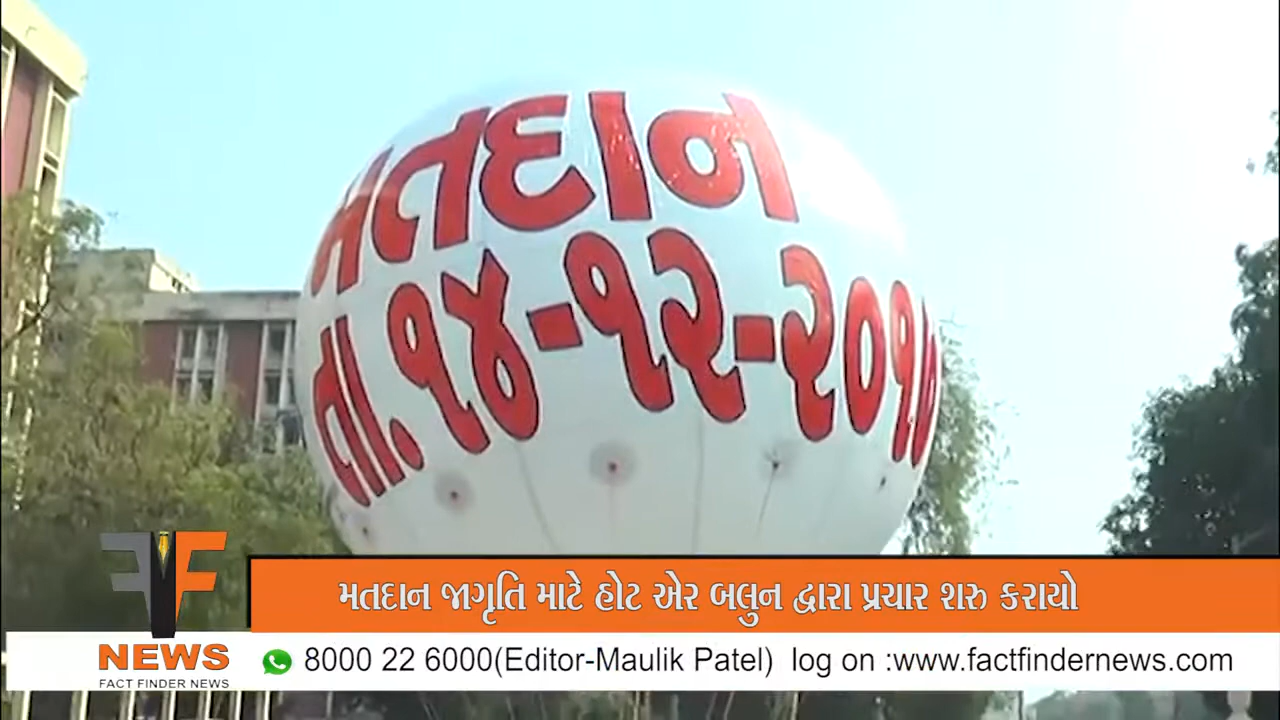 મતદાન
તા.૧૪-૧૨-૨૦૧૭
મતદાન જાગૃતિ માટે હોટ એર બલુન દ્વારા પ્રચાર શરુ કરાયો
FF
NEWS
FACT FINDER NEWS
8000 22 6000(Editor-Maulik Patel) log on :www.factfindernews.com